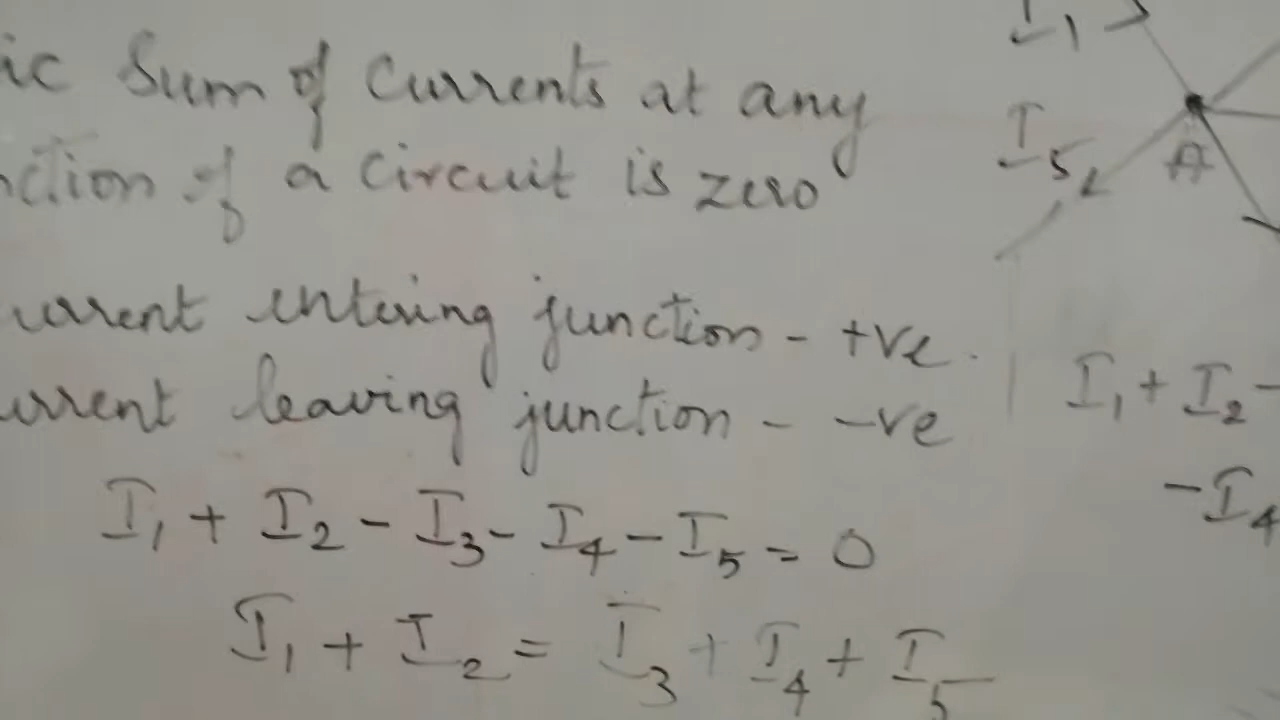 ic Sum of Currents at any
nction of a circuit is zero
urrent entering junction - +ve.
urrent leaving junction - -ve
I₁ + I₂ - I₃ - I₄ - I₅ = 0
I₁ + I₂ = I₃ + I₄ + I₅
I₁
I₅
A
I₁ + I₂ -
- I₄